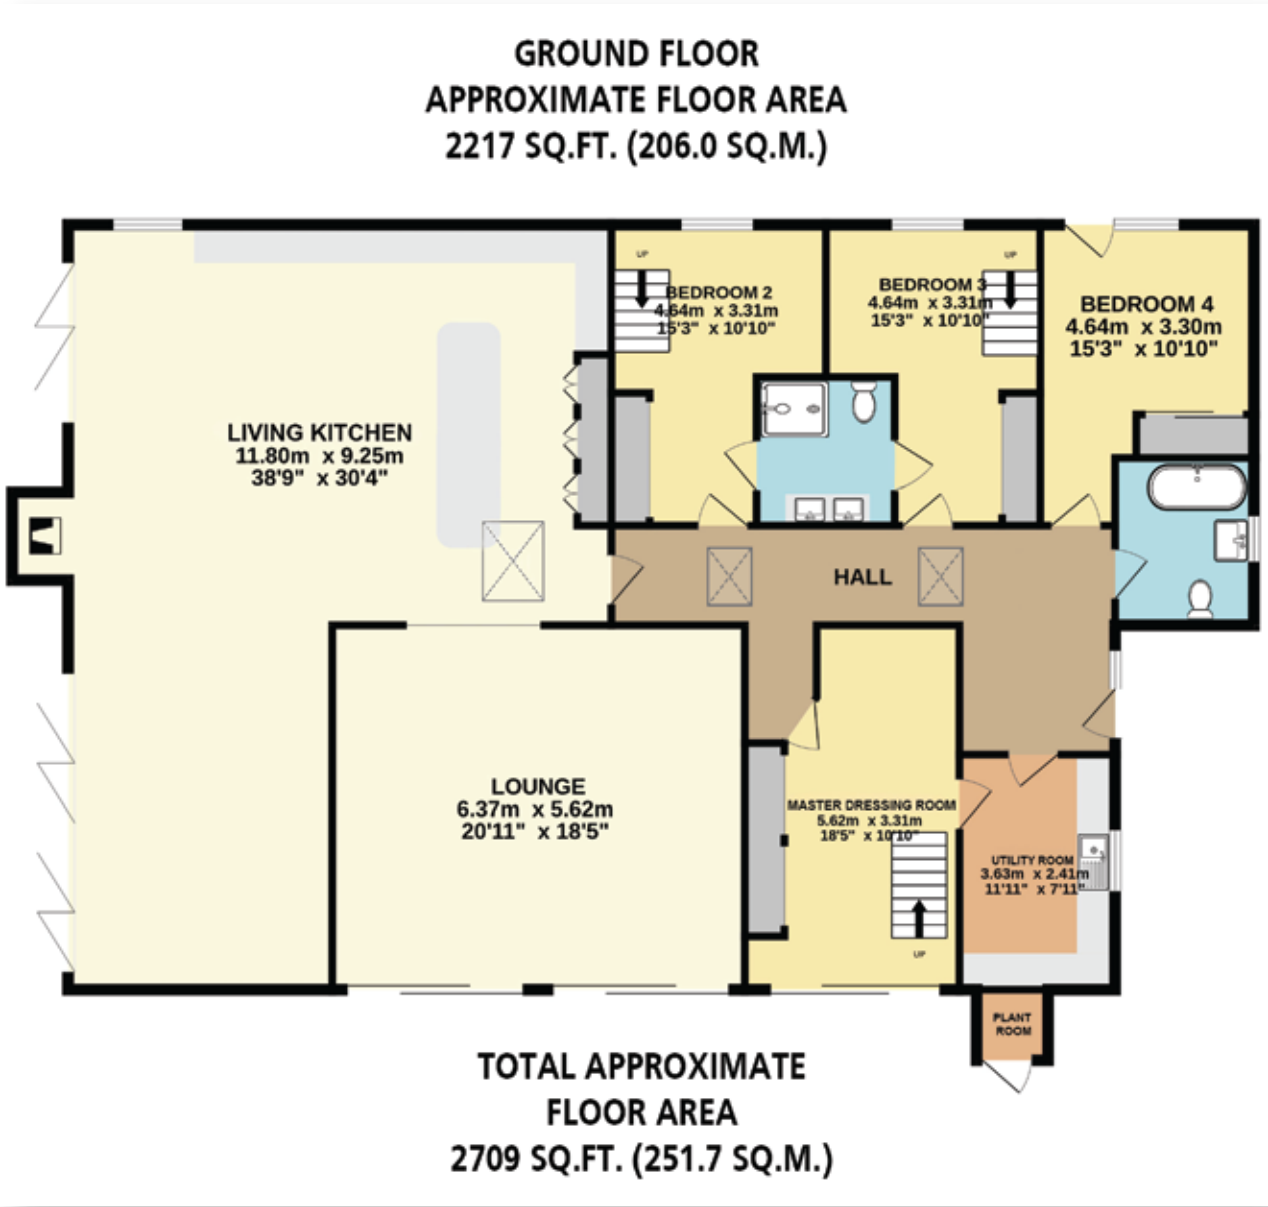 GROUND FLOOR
APPROXIMATE FLOOR AREA
2217 SQ.FT. (206.0 SQ.M.)
UP
BEDROOM 2
4.64m x 3.31m
15'3" x 10'10"
UP
BEDROOM 3
4.64m x 3.31m
15'3" x 10'10"
BEDROOM 4
4.64m x 3.30m
15'3" x 10'10"
LIVING KITCHEN
11.80m x 9.25m
38'9" x 30'4"
HALL
LOUNGE
6.37m x 5.62m
20'11" x 18'5"
MASTER DRESSING ROOM
5.62m x 3.31m
18'5" x 10'10"
UP
UTILITY ROOM
3.63m x 2.41m
11'11" x 7'11"
PLANT
ROOM
TOTAL APPROXIMATE
FLOOR AREA
2709 SQ.FT. (251.7 SQ.M.)